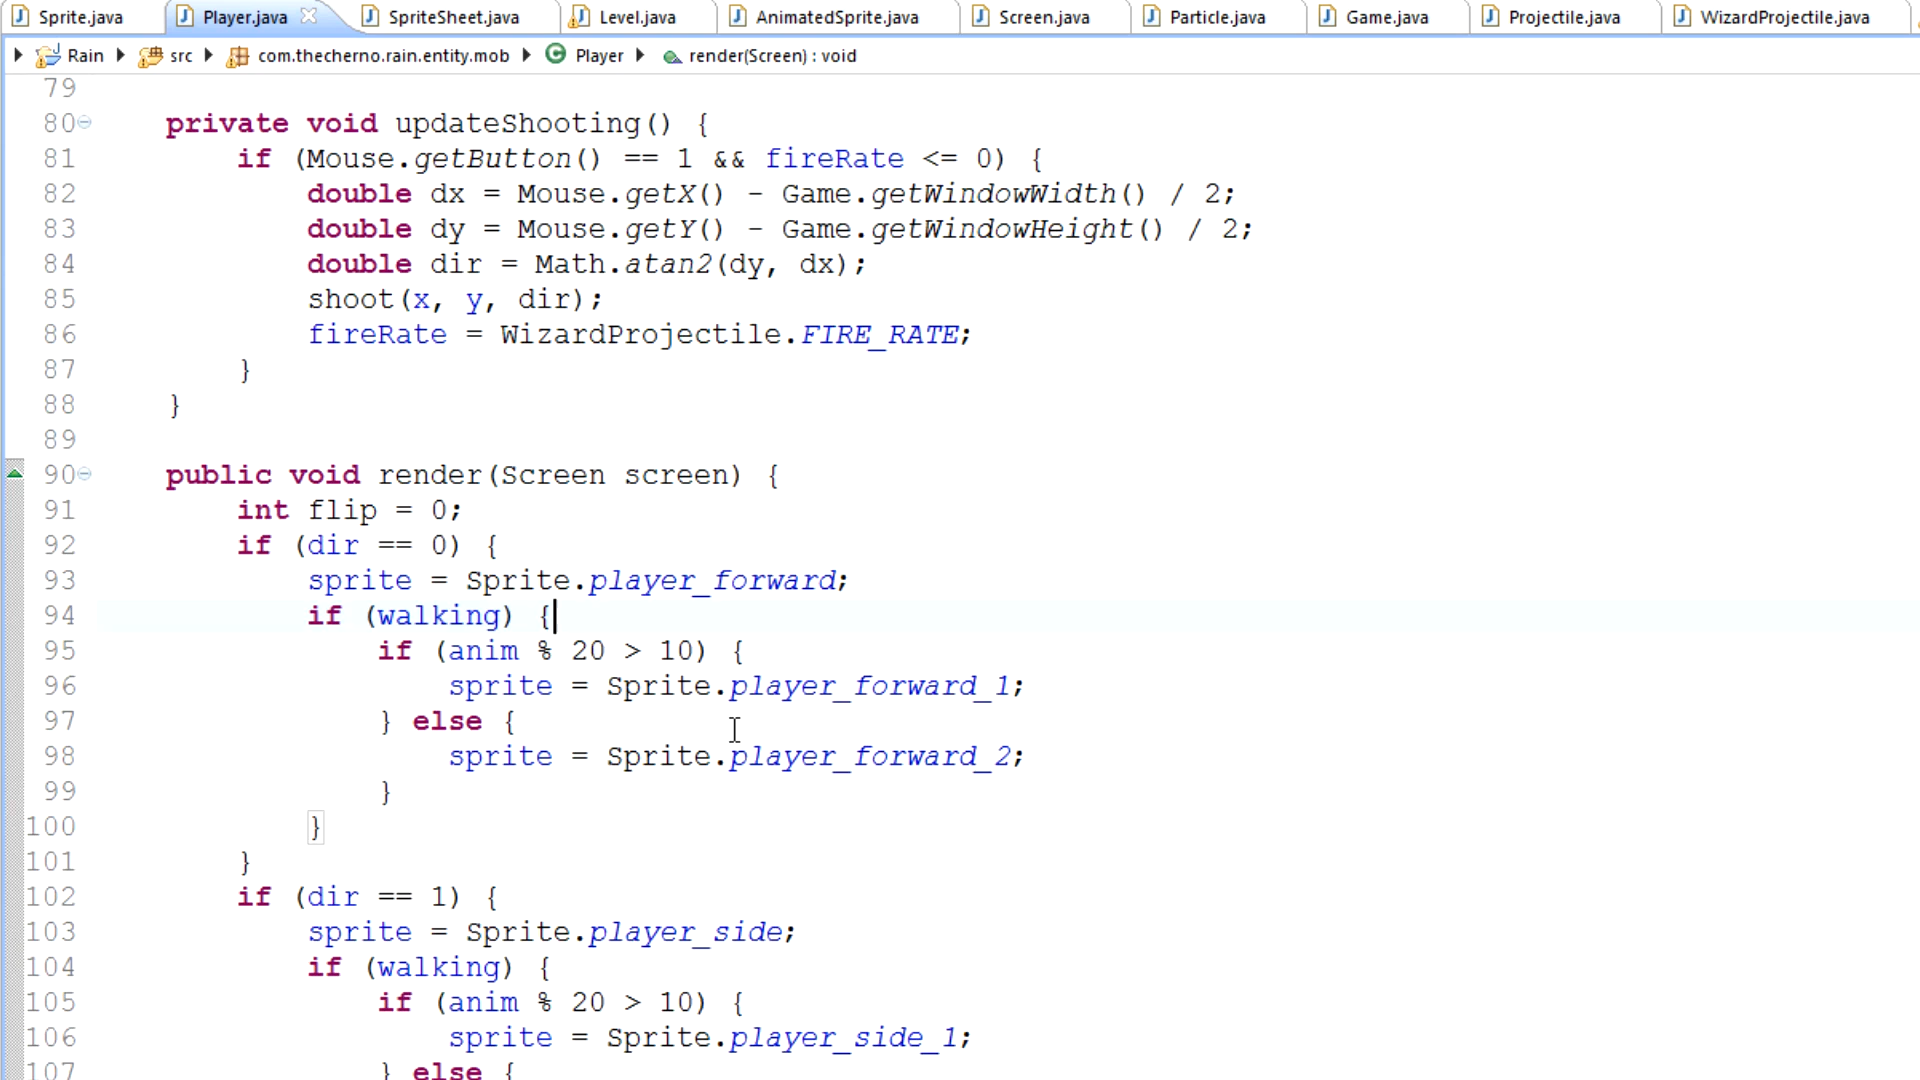 Sprite.java Player.java SpriteSheet.java Level.java AnimatedSprite.java Screen.java Particle.java Game.java Projectile.java WizardProjectile.java
Rain src com.thecherno.rain.entity.mob Player render(Screen) : void
79
80 private void updateShooting() {
81 if (Mouse.getButton() == 1 && fireRate <= 0) {
82 double dx = Mouse.getX() - Game.getWindowWidth() / 2;
83 double dy = Mouse.getY() - Game.getWindowHeight() / 2;
84 double dir = Math.atan2(dy, dx);
85 shoot(x, y, dir);
86 fireRate = WizardProjectile.FIRE_RATE;
87 }
88 }
89
90 public void render(Screen screen) {
91 int flip = 0;
92 if (dir == 0) {
93 sprite = Sprite.player_forward;
94 if (walking) {
95 if (anim % 20 > 10) {
96 sprite = Sprite.player_forward_1;
97 } else {
98 sprite = Sprite.player_forward_2;
99 }
100 }
101 }
102 if (dir == 1) {
103 sprite = Sprite.player_side;
104 if (walking) {
105 if (anim % 20 > 10) {
106 sprite = Sprite.player_side_1;
107 } else {